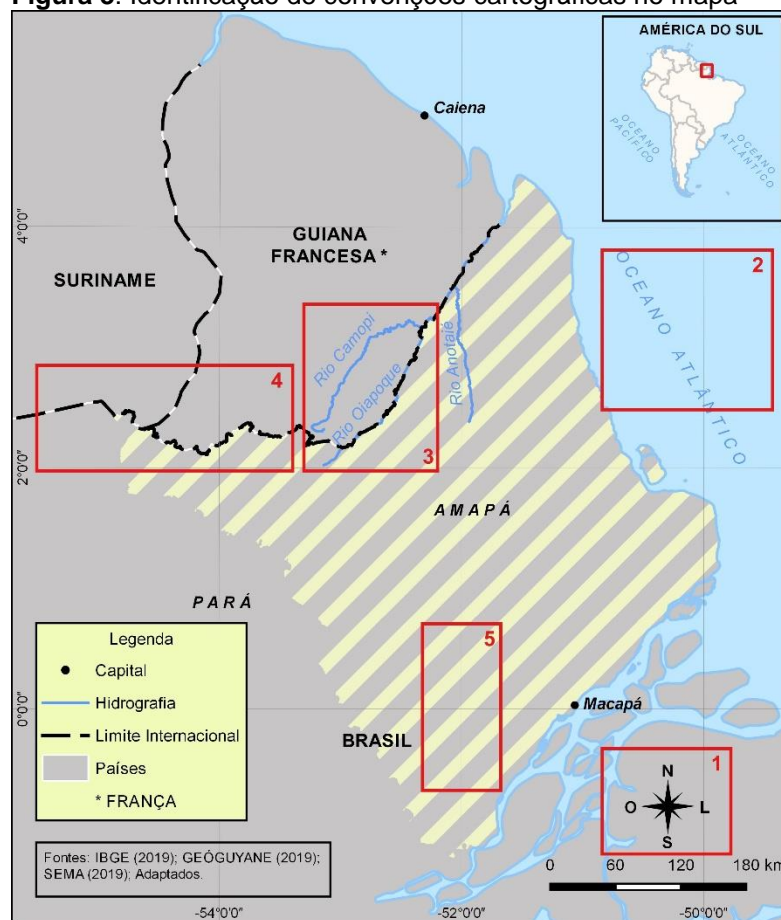 Figura 3. Identificação de convenções cartográficas no mapa
AMÉRICA DO SUL
OCEANO PACÍFICO
OCEANO ATLÂNTICO
Caiena
4°0'0"
GUIANA
FRANCESA *
SURINAME
2
OCEANO ATLÂNTICO
Rio Camopi
Rio Anotaié
Rio Oiapoque
4
3
2°0'0"
AMAPÁ
PARÁ
5
Legenda
Capital
Hidrografia
Limite Internacional
Países
* FRANÇA
0°0'0"
Macapá
BRASIL
1
N
O L
S
Fontes: IBGE (2019); GEÓGUYANE (2019);
SEMA (2019); Adaptados.
0 60 120 180 km
-54°0'0" -52°0'0" -50°0'0"